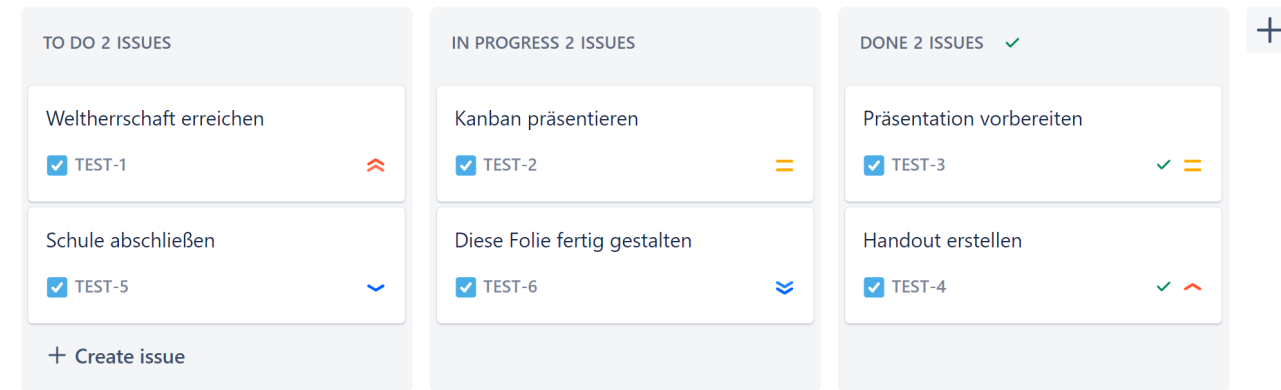 TO DO 2 ISSUES
Weltherrschaft erreichen
TEST-1
Schule abschließen
TEST-5
Create issue
IN PROGRESS 2 ISSUES
Kanban präsentieren
TEST-2
Diese Folie fertig gestalten
TEST-6
DONE 2 ISSUES
Präsentation vorbereiten
TEST-3
Handout erstellen
TEST-4